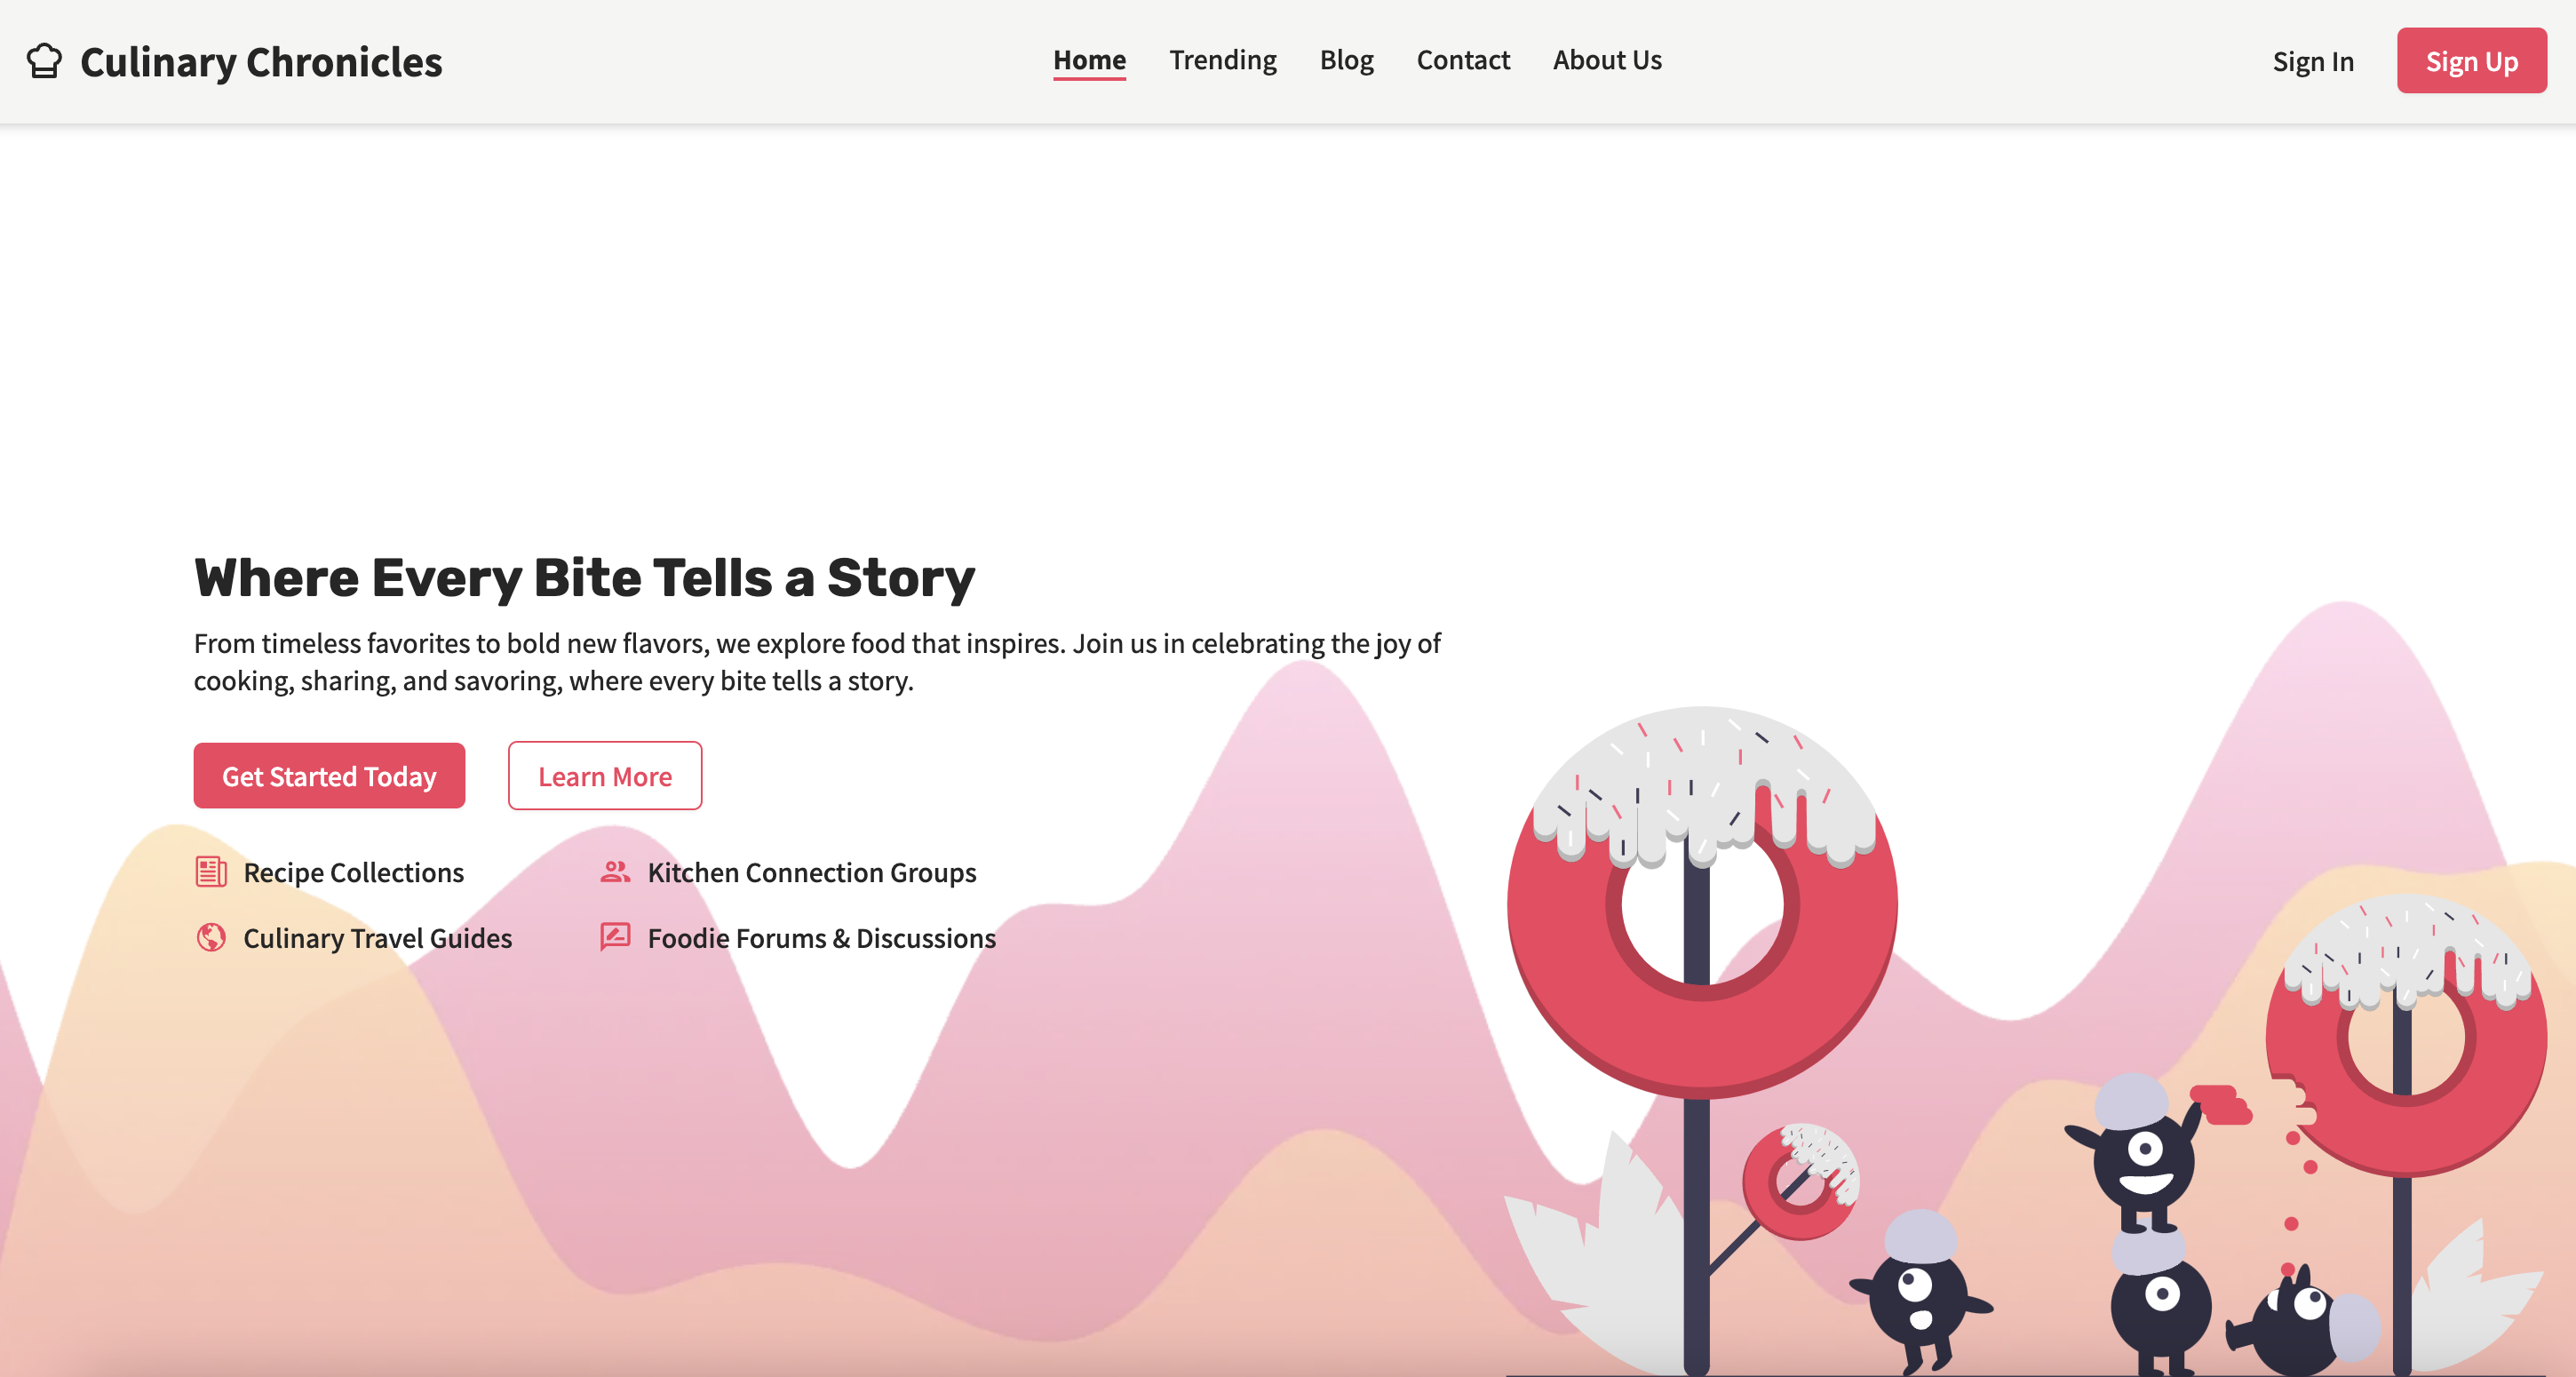 Culinary Chronicles
Home
Trending
Blog
Contact
About Us
Sign In
Sign Up
Where Every Bite Tells a Story
From timeless favorites to bold new flavors, we explore food that inspires. Join us in celebrating the joy of
cooking, sharing, and savoring, where every bite tells a story.
Get Started Today
Learn More
Recipe Collections
Kitchen Connection Groups
Culinary Travel Guides
Foodie Forums & Discussions